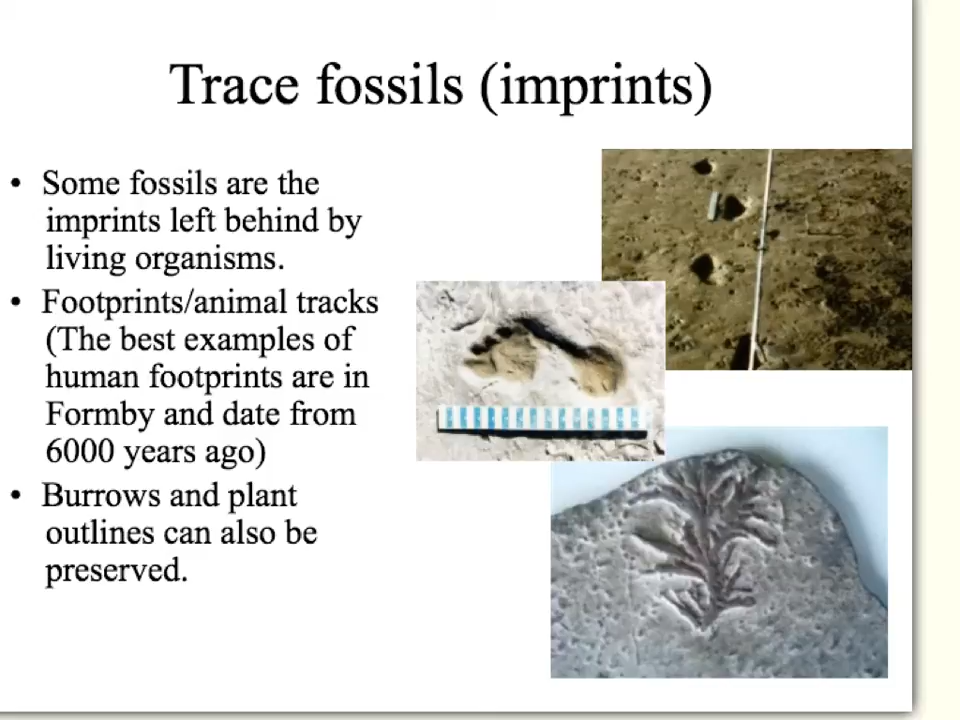 Trace fossils (imprints)
• Some fossils are the
imprints left behind by
living organisms.
• Footprints/animal tracks
(The best examples of
human footprints are in
Formby and date from
6000 years ago)
• Burrows and plant
outlines can also be
preserved.